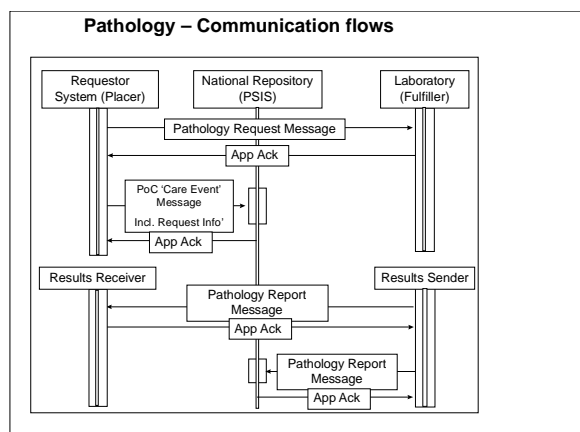 Pathology – Communication flows
Requestor
System (Placer)
National Repository
(PSIS)
Laboratory
(Fulfiller)
Pathology Request Message
App Ack
PoC ‘Care Event’
Message
Incl. Request Info’
App Ack
Results Receiver
Results Sender
Pathology Report
Message
App Ack
Pathology Report
Message
App Ack